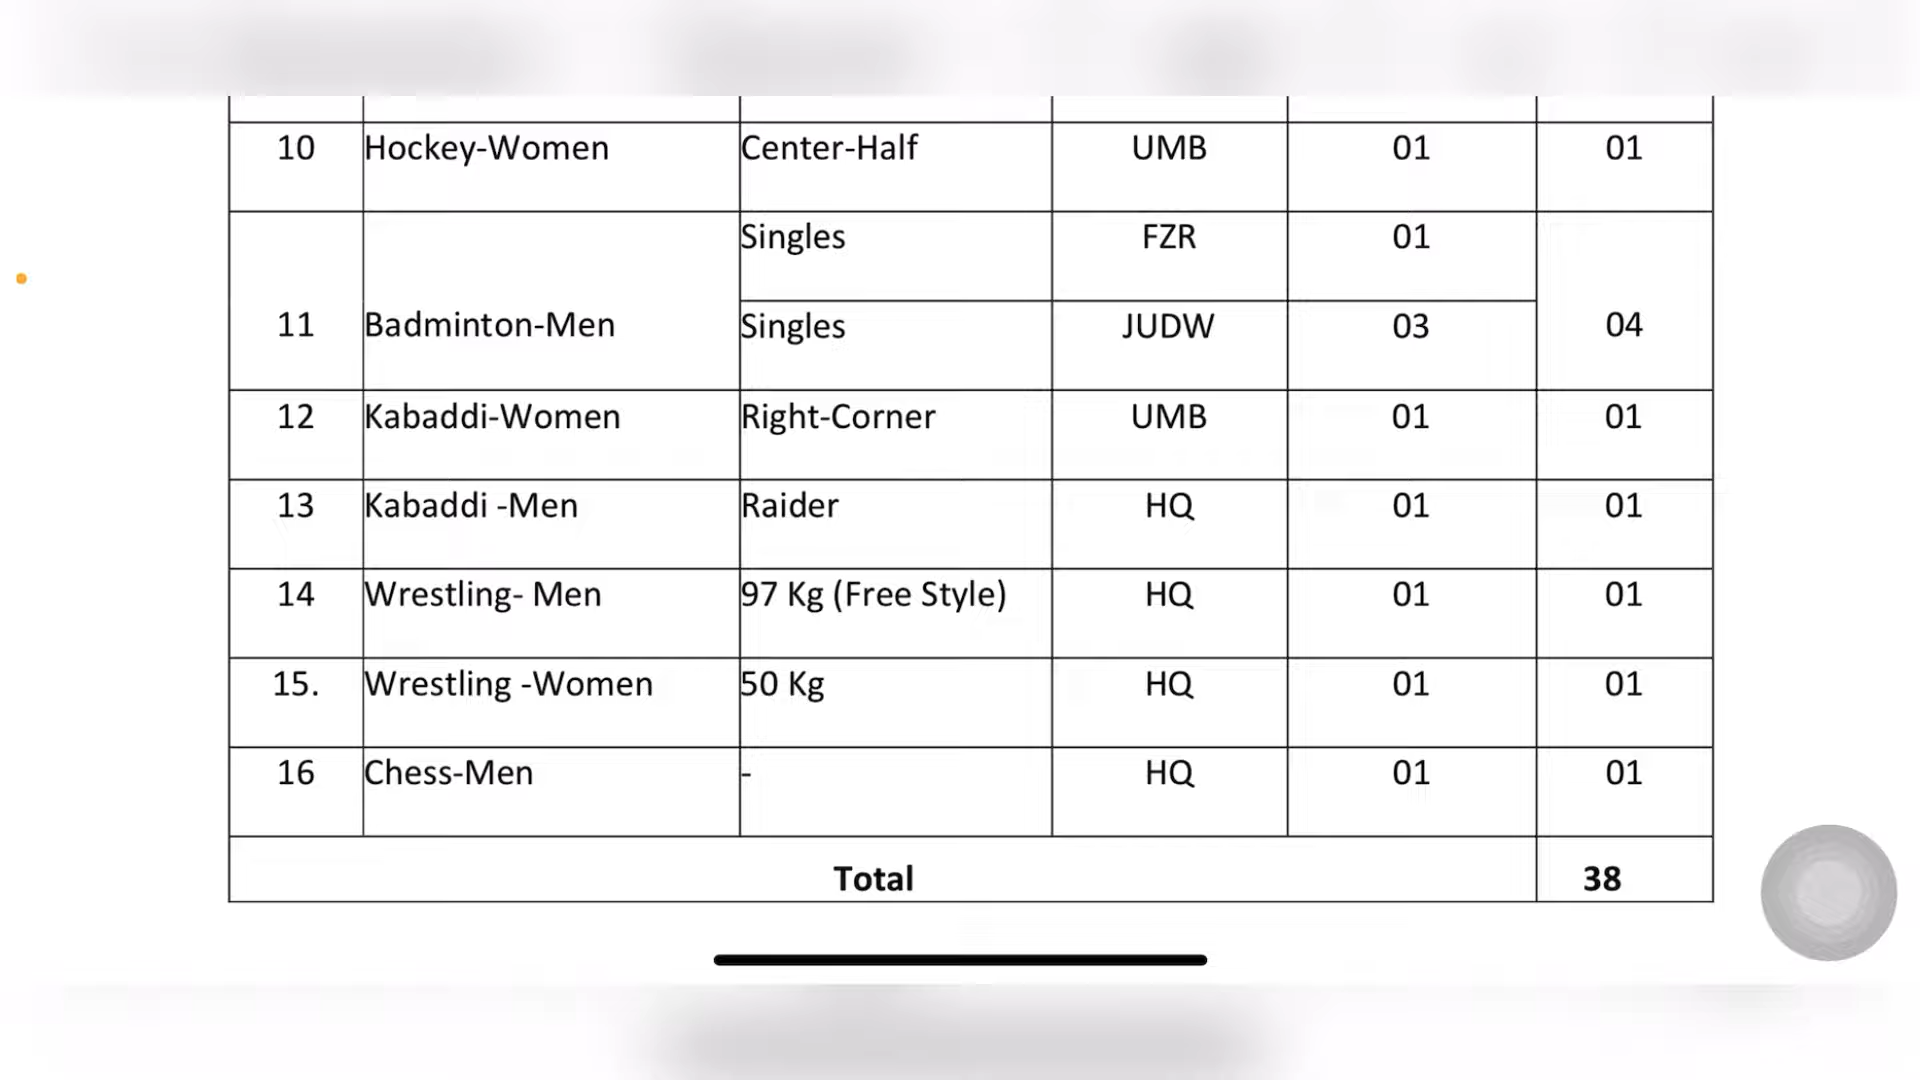 10 Hockey-Women Center-Half UMB 01 01
Singles FZR 01
11 Badminton-Men Singles JUDW 03 04
12 Kabaddi-Women Right-Corner UMB 01 01
13 Kabaddi -Men Raider HQ 01 01
14 Wrestling- Men 97 Kg (Free Style) HQ 01 01
15. Wrestling -Women 50 Kg HQ 01 01
16 Chess-Men - HQ 01 01
Total 38